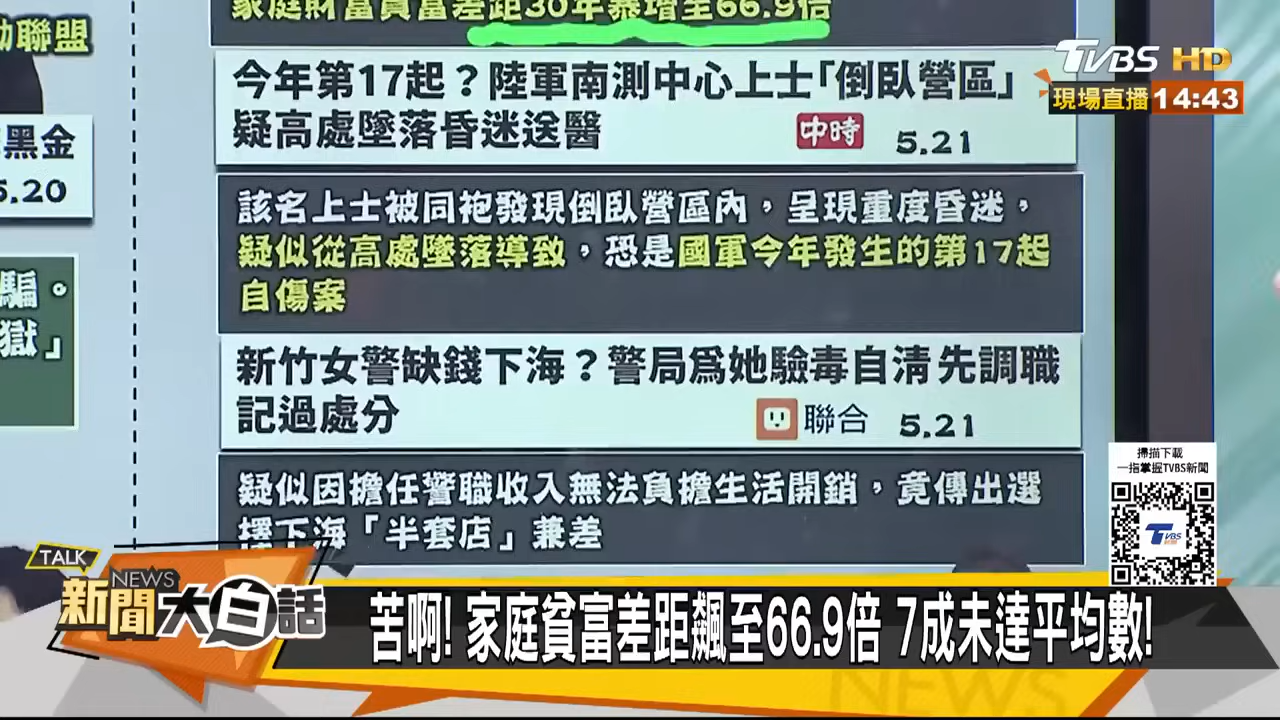 家庭財富貧富差距30年暴增至66.9倍
聯盟
今年第17起？陸軍南測中心上士「倒臥營區」
疑高處墜落昏迷送醫
中時 5.21
黑金
5.20
該名上士被同袍發現倒臥營區內，呈現重度昏迷，
疑似從高處墜落導致，恐是國軍今年發生的第17起
自傷案
騙。
獄」
新竹女警缺錢下海？警局為她驗毒自清 先調職
記過處分
聯合 5.21
疑似因擔任警職收入無法負擔生活開銷，竟傳出選
擇下海「半套店」兼差
TVBS HD
現場直播 14:43
掃描下載
一指掌握TVBS新聞
TVBS
新聞
TALK
NEWS
新聞大白話
苦啊! 家庭貧富差距飆至66.9倍 7成未達平均數!
NEWS